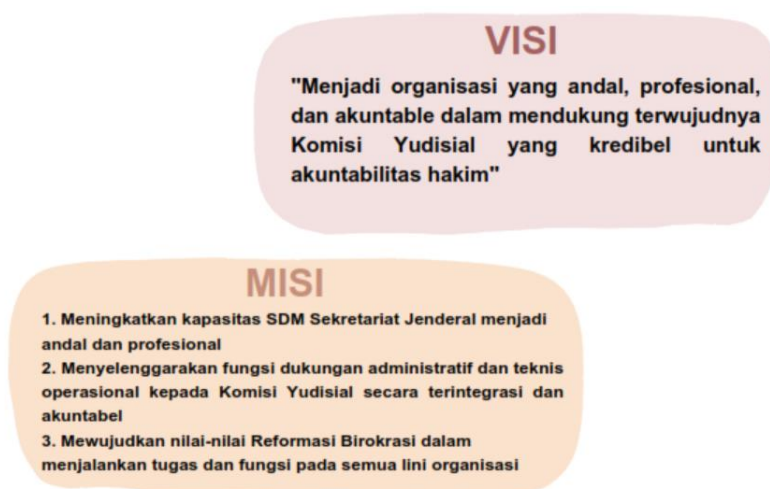 VISI
"Menjadi organisasi yang andal, profesional,
dan akuntable dalam mendukung terwujudnya
Komisi Yudisial yang kredibel untuk
akuntabilitas hakim"
MISI
1. Meningkatkan kapasitas SDM Sekretariat Jenderal menjadi
andal dan profesional
2. Menyelenggarakan fungsi dukungan administratif dan teknis
operasional kepada Komisi Yudisial secara terintegrasi dan
akuntabel
3. Mewujudkan nilai-nilai Reformasi Birokrasi dalam
menjalankan tugas dan fungsi pada semua lini organisasi